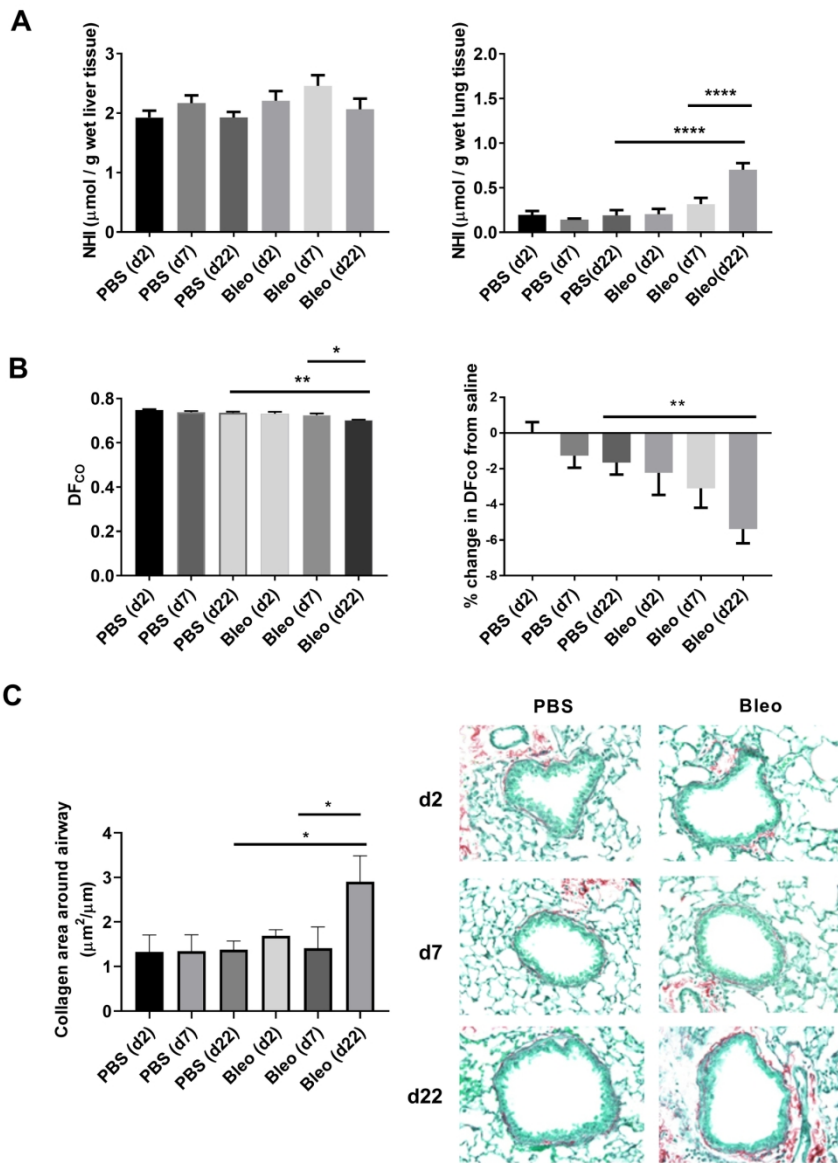 A
NHI (μmol / g wet liver tissue)
3
2
1
0
PBS (d2)
PBS (d7)
PBS (d22)
Bleo (d2)
Bleo (d7)
Bleo (d22)
NHI (μmol / g wet lung tissue)
2.0
1.5
1.0
0.5
0.0
****
****
PBS (d2)
PBS (d7)
PBS(d22)
Bleo (d2)
Bleo (d7)
Bleo(d22)
B
DFCO
0.8
0.6
0.4
0.2
0.0
*
**
PBS (d2)
PBS (d7)
PBS (d22)
Bleo (d2)
Bleo (d7)
Bleo (d22)
% change in DFco from saline
2
0
-2
-4
-6
-8
**
PBS (d2)
PBS (d7)
PBS (d22)
Bleo (d2)
Bleo (d7)
Bleo (d22)
C
Collagen area around airway
(μm²/μm)
4
3
2
1
0
*
*
PBS (d2)
PBS (d7)
PBS (d22)
Bleo (d2)
Bleo (d7)
Bleo (d22)
PBS
Bleo
d2
d7
d22